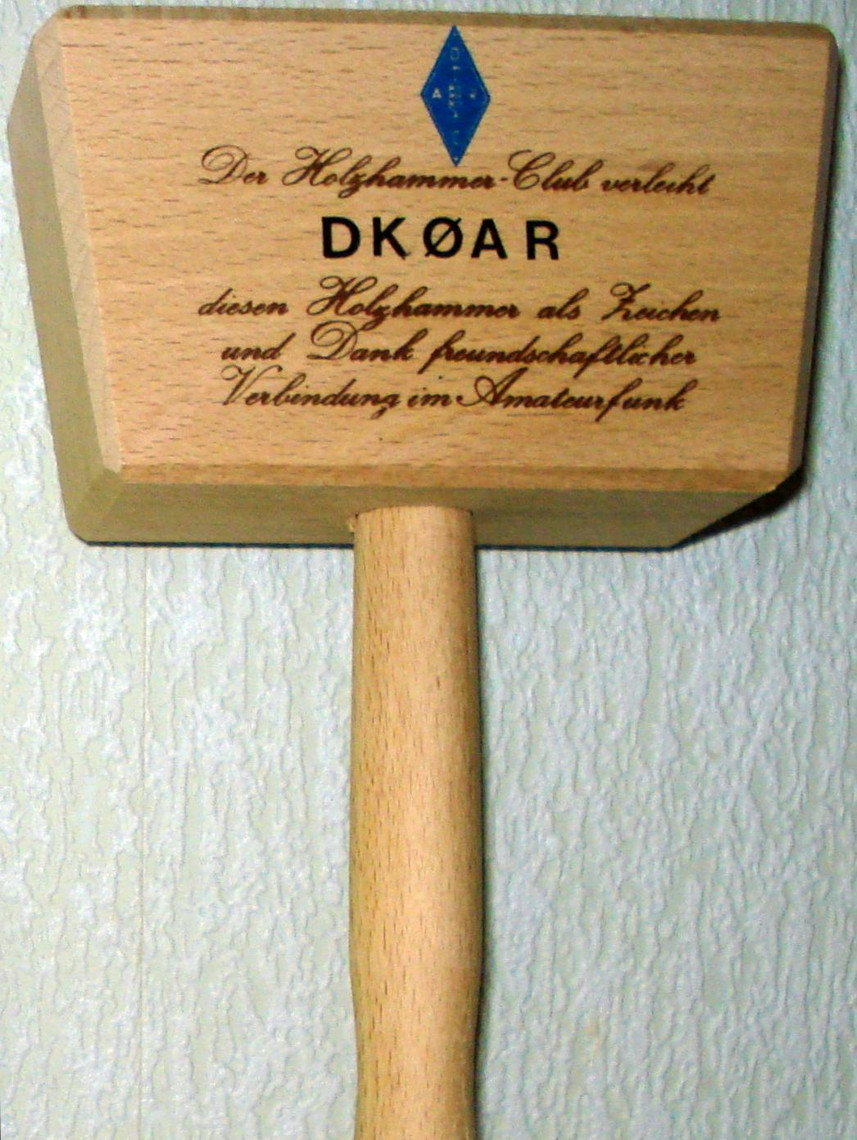 D
A
C
Der Holzhammer-Club verleiht
DKØAR
diesen Holzhammer als Zeichen
und Dank freundschaftlicher
Verbindung im Amateurfunk